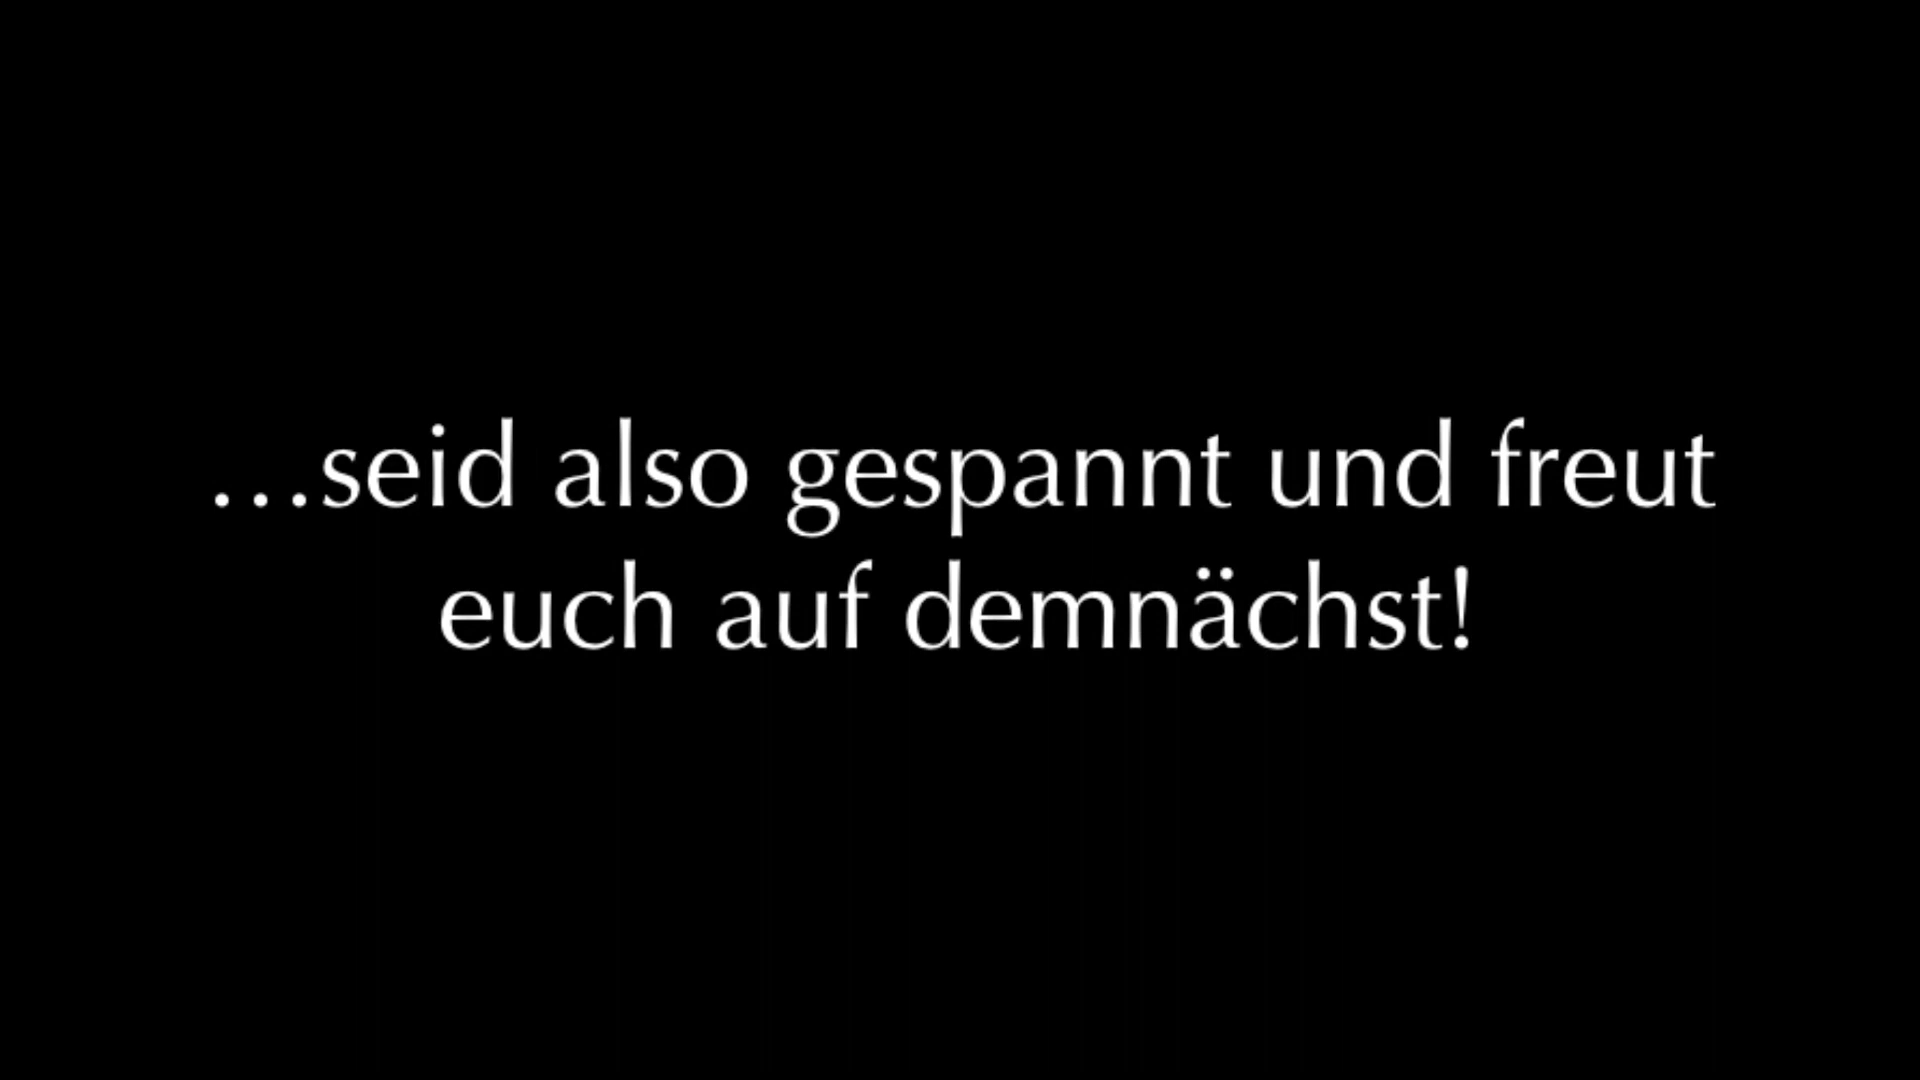 ...seid also gespannt und freut
euch auf demnächst!